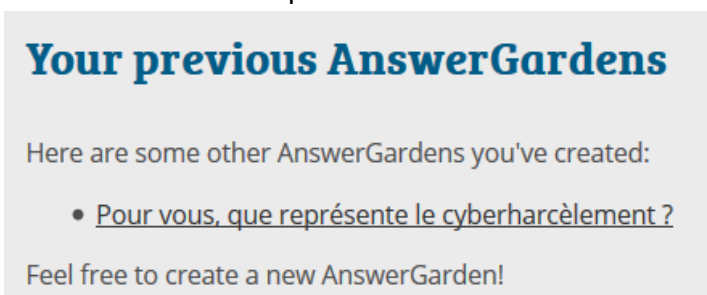 Your previous AnswerGardens
Here are some other AnswerGardens you've created:
• Pour vous, que représente le cyberharcèlement ?
Feel free to create a new AnswerGarden!